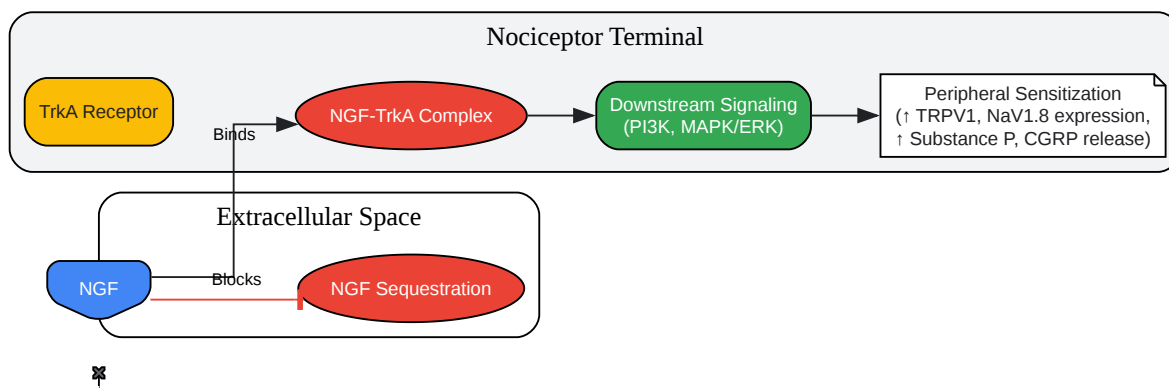 Nociceptor Terminal
TrkA Receptor
Binds
NGF-TrkA Complex
Downstream Signaling
(PI3K, MAPK/ERK)
Peripheral Sensitization
(↑ TRPV1, NaV1.8 expression,
↑ Substance P, CGRP release)
Extracellular Space
NGF
Blocks
NGF Sequestration